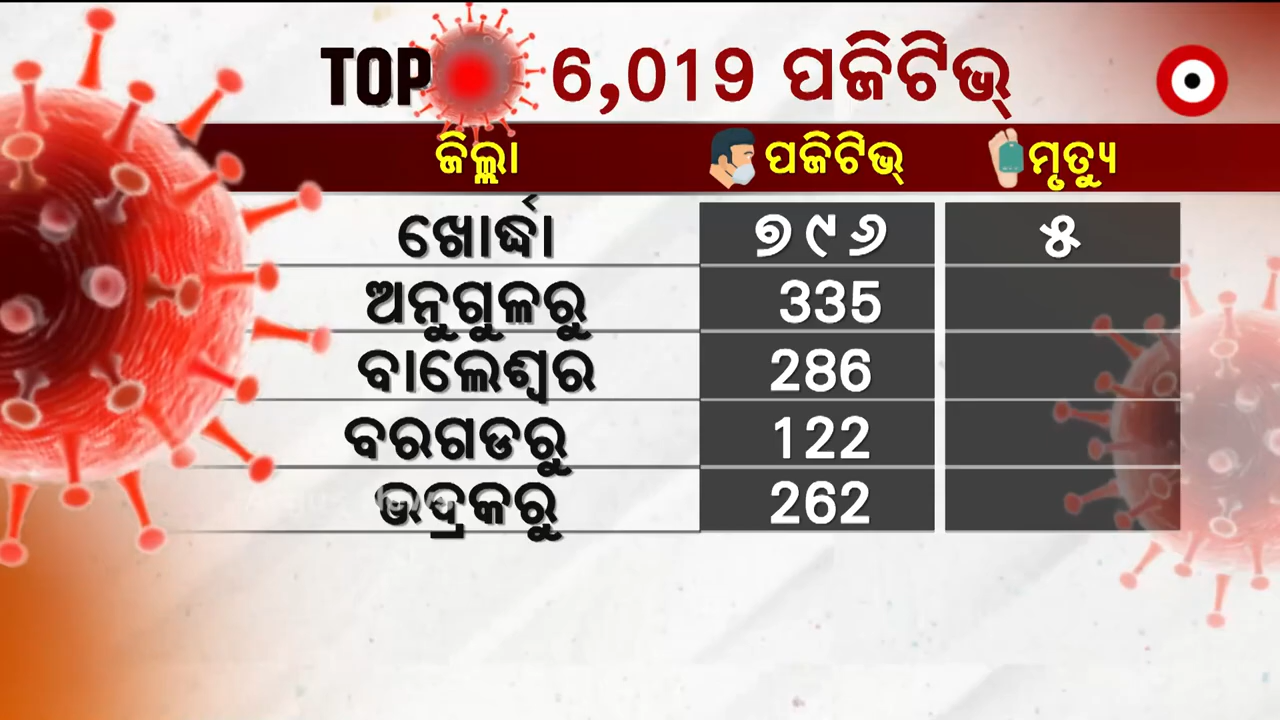 TOP 6,019 ପଜିଟିଭ୍
ଜିଲ୍ଲା ପଜିଟିଭ୍ ମୃତ୍ୟୁ
ଖୋର୍ଦ୍ଧା ୭୯୬ ୫
ଅନୁଗୁଳରୁ 335
ବାଲେଶ୍ୱର 286
ବରଗଡରୁ 122
ଭଦ୍ରକରୁ 262